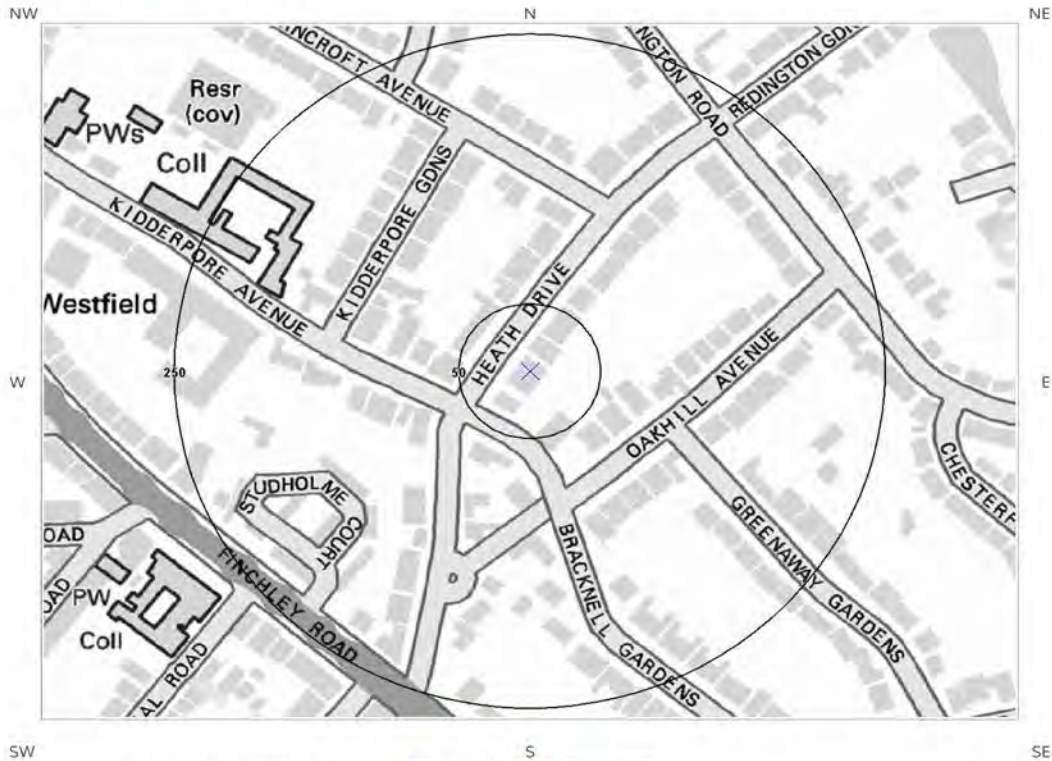 NW
N
NE
NCROFT AVENUE
NGTON ROAD
REDINGTON GDN
Resr
(cov)
PWs
Coll
KIDDERPORE GDNS
KIDDERPORE AVENUE
HEATH DRIVE
Westfield
W
250
50
E
OAKHILL AVENUE
STUDHOLME
COURT
CHESTERF
GREENAWAY GARDENS
BRACKNELL GARDENS
OAD
OAD
FINCHLEY ROAD
D
PW
Coll
AL ROAD
SW
S
SE